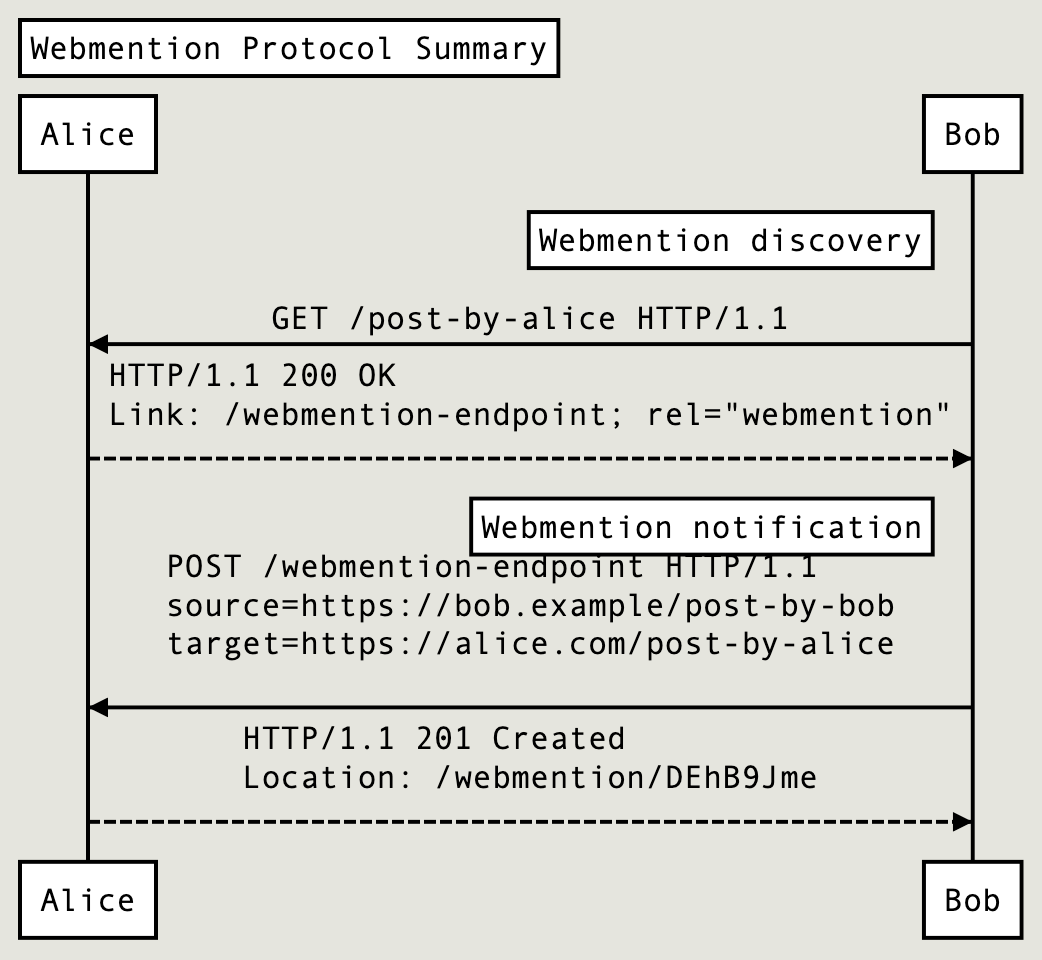 Webmention Protocol Summary
Alice
Bob
Webmention discovery
GET /post-by-alice HTTP/1.1
HTTP/1.1 200 OK
Link: /webmention-endpoint; rel="webmention"
Webmention notification
POST /webmention-endpoint HTTP/1.1
source=https://bob.example/post-by-bob
target=https://alice.com/post-by-alice
HTTP/1.1 201 Created
Location: /webmention/DEhB9Jme
Alice
Bob